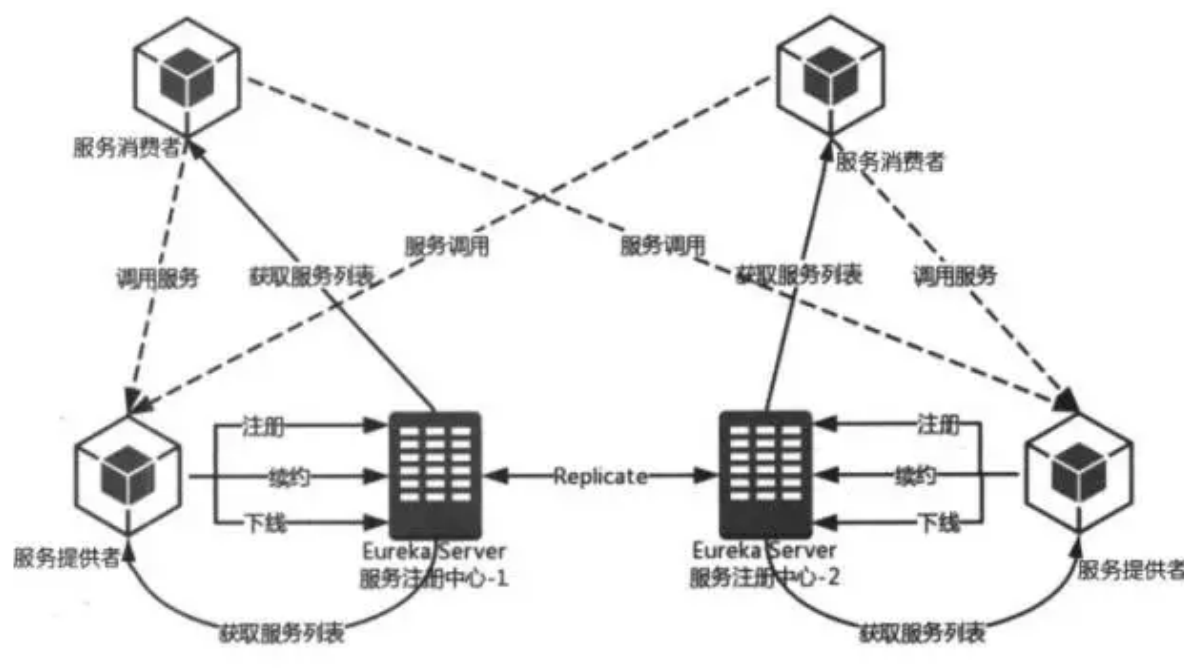 服务消费者
服务消费者
服务调用
服务调用
调用服务
获取服务列表
获取服务列表
调用服务
注册
注册
续约
Replicate
续约
下线
下线
Eureka Server
服务注册中心-1
Eureka Server
服务注册中心-2
服务提供者
服务提供者
获取服务列表
获取服务列表